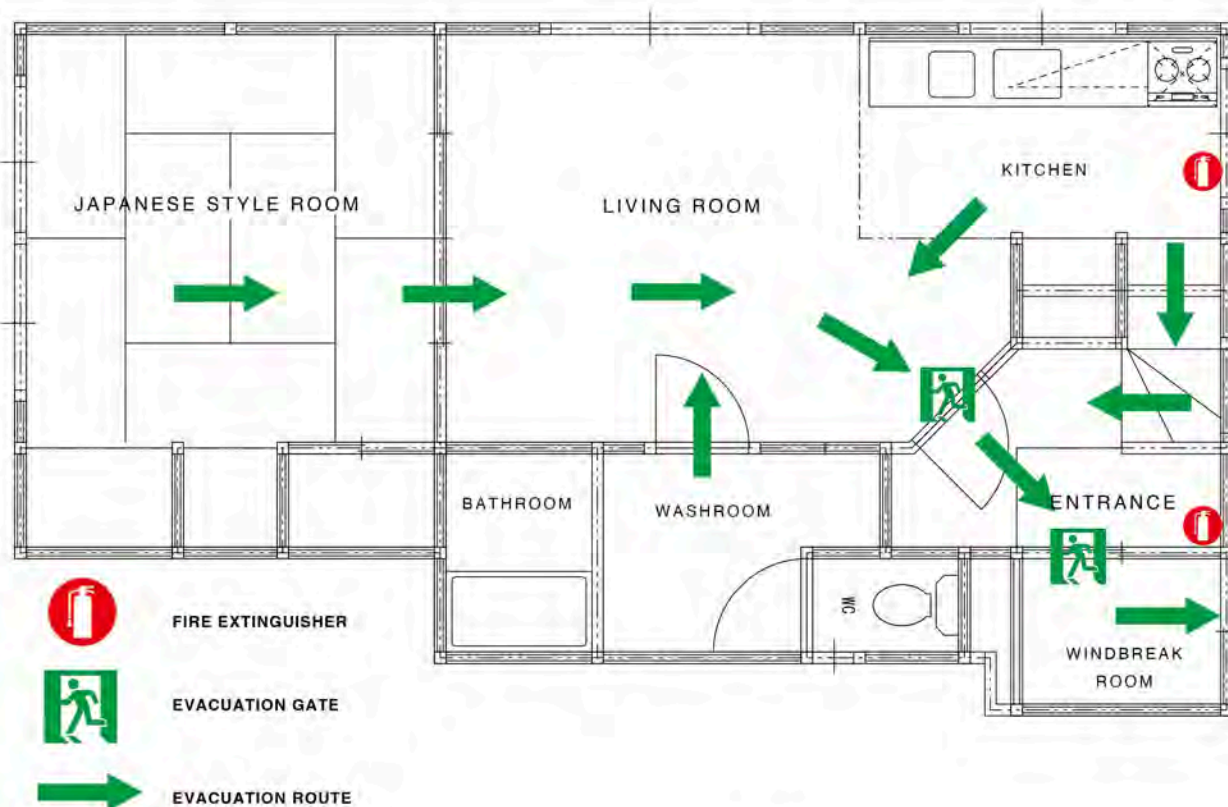 JAPANESE STYLE ROOM
LIVING ROOM
KITCHEN
BATHROOM
WASHROOM
ENTRANCE
WC
WINDBREAK
ROOM
FIRE EXTINGUISHER
EVACUATION GATE
EVACUATION ROUTE